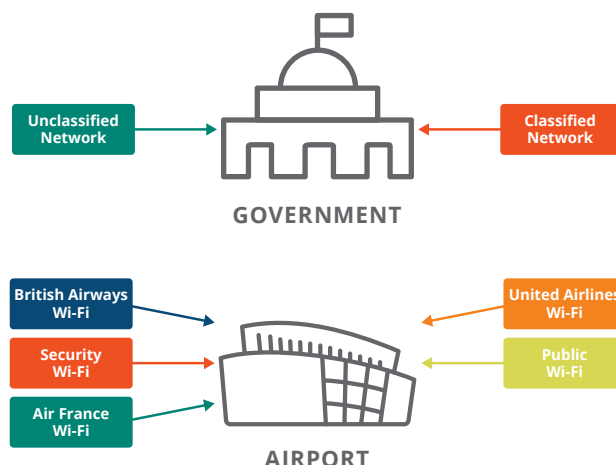 Unclassified
Network
Classified
Network
GOVERNMENT
British Airways
Wi-Fi
United Airlines
Wi-Fi
Security
Wi-Fi
Public
Wi-Fi
Air France
Wi-Fi
AIRPORT